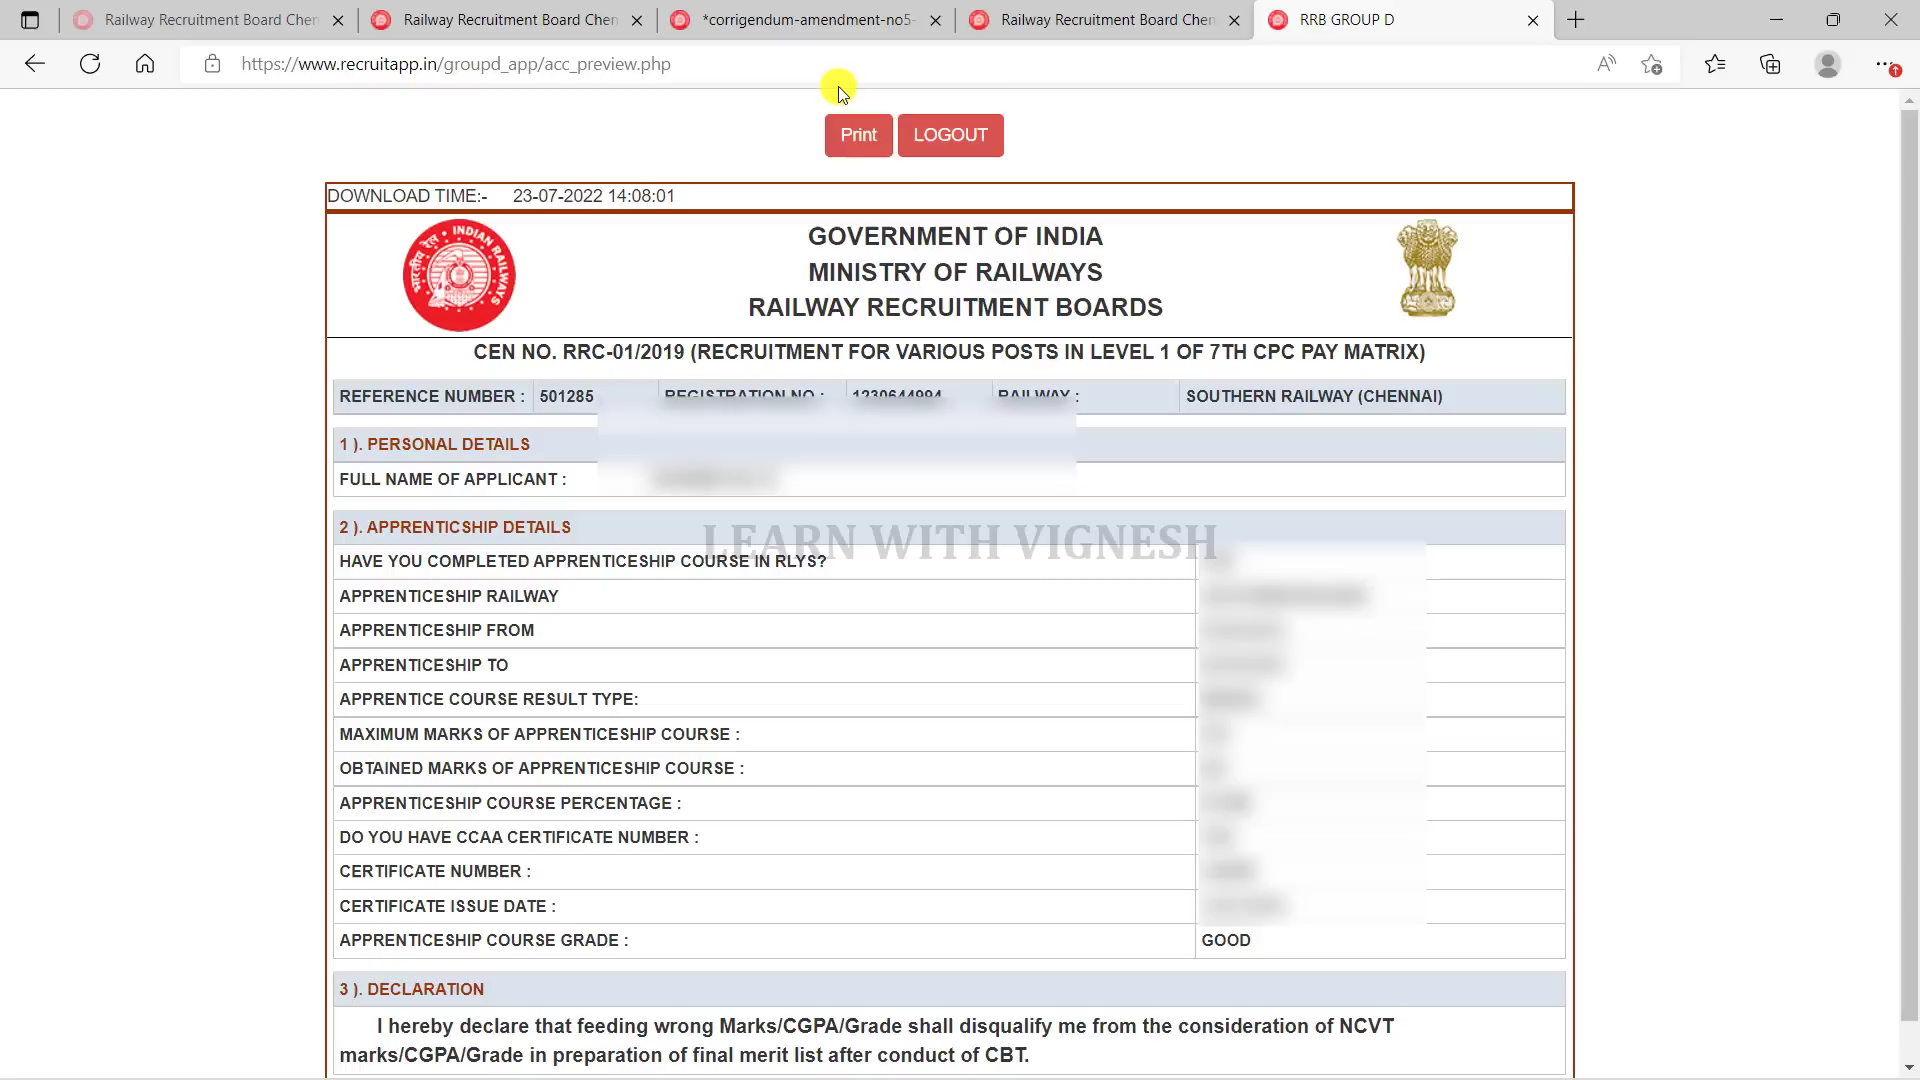 Railway Recruitment Board Chen
Railway Recruitment Board Chen
*corrigendum-amendment-no5-
Railway Recruitment Board Chen
RRB GROUP D
https://www.recruitapp.in/groupd_app/acc_preview.php
Print LOGOUT
DOWNLOAD TIME:- 23-07-2022 14:08:01
INDIAN RAILWAYS
भारतीय रेल
GOVERNMENT OF INDIA
MINISTRY OF RAILWAYS
RAILWAY RECRUITMENT BOARDS
CEN NO. RRC-01/2019 (RECRUITMENT FOR VARIOUS POSTS IN LEVEL 1 OF 7TH CPC PAY MATRIX)
REFERENCE NUMBER : 501285 REGISTRATION NO : 1230644994 RAILWAY : SOUTHERN RAILWAY (CHENNAI)
1 ). PERSONAL DETAILS
FULL NAME OF APPLICANT :
2 ). APPRENTICSHIP DETAILS
LEARN WITH VIGNESH
HAVE YOU COMPLETED APPRENTICESHIP COURSE IN RLYS?
APPRENTICESHIP RAILWAY
APPRENTICESHIP FROM
APPRENTICESHIP TO
APPRENTICE COURSE RESULT TYPE:
MAXIMUM MARKS OF APPRENTICESHIP COURSE :
OBTAINED MARKS OF APPRENTICESHIP COURSE :
APPRENTICESHIP COURSE PERCENTAGE :
DO YOU HAVE CCAA CERTIFICATE NUMBER :
CERTIFICATE NUMBER :
CERTIFICATE ISSUE DATE :
APPRENTICESHIP COURSE GRADE : GOOD
3 ). DECLARATION
I hereby declare that feeding wrong Marks/CGPA/Grade shall disqualify me from the consideration of NCVT
marks/CGPA/Grade in preparation of final merit list after conduct of CBT.